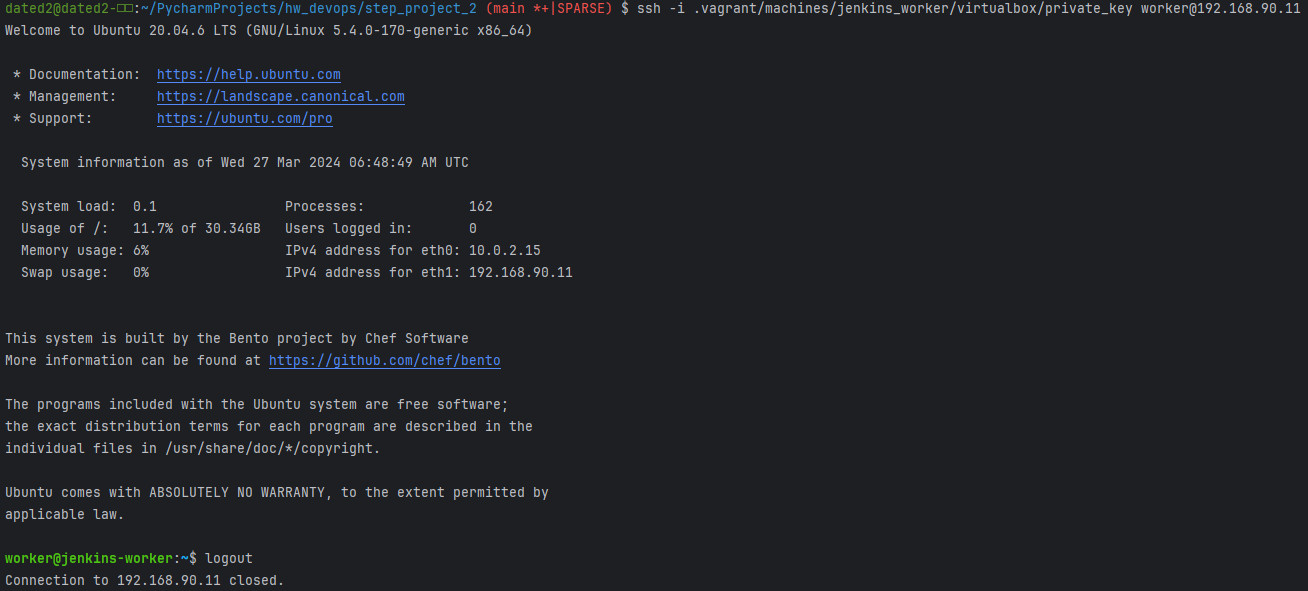 dated2@dated2-□□:~/PycharmProjects/hw_devops/step_project_2 (main *+|SPARSE) $ ssh -i .vagrant/machines/jenkins_worker/virtualbox/private_key worker@192.168.90.11
Welcome to Ubuntu 20.04.6 LTS (GNU/Linux 5.4.0-170-generic x86_64)
* Documentation:  https://help.ubuntu.com
* Management:     https://landscape.canonical.com
* Support:        https://ubuntu.com/pro
System information as of Wed 27 Mar 2024 06:48:49 AM UTC
System load:  0.1                Processes:             162
Usage of /:   11.7% of 30.34GB   Users logged in:       0
Memory usage: 6%                 IPv4 address for eth0: 10.0.2.15
Swap usage:   0%                 IPv4 address for eth1: 192.168.90.11
This system is built by the Bento project by Chef Software
More information can be found at https://github.com/chef/bento
The programs included with the Ubuntu system are free software;
the exact distribution terms for each program are described in the
individual files in /usr/share/doc/*/copyright.
Ubuntu comes with ABSOLUTELY NO WARRANTY, to the extent permitted by
applicable law.
worker@jenkins-worker:~$ logout
Connection to 192.168.90.11 closed.